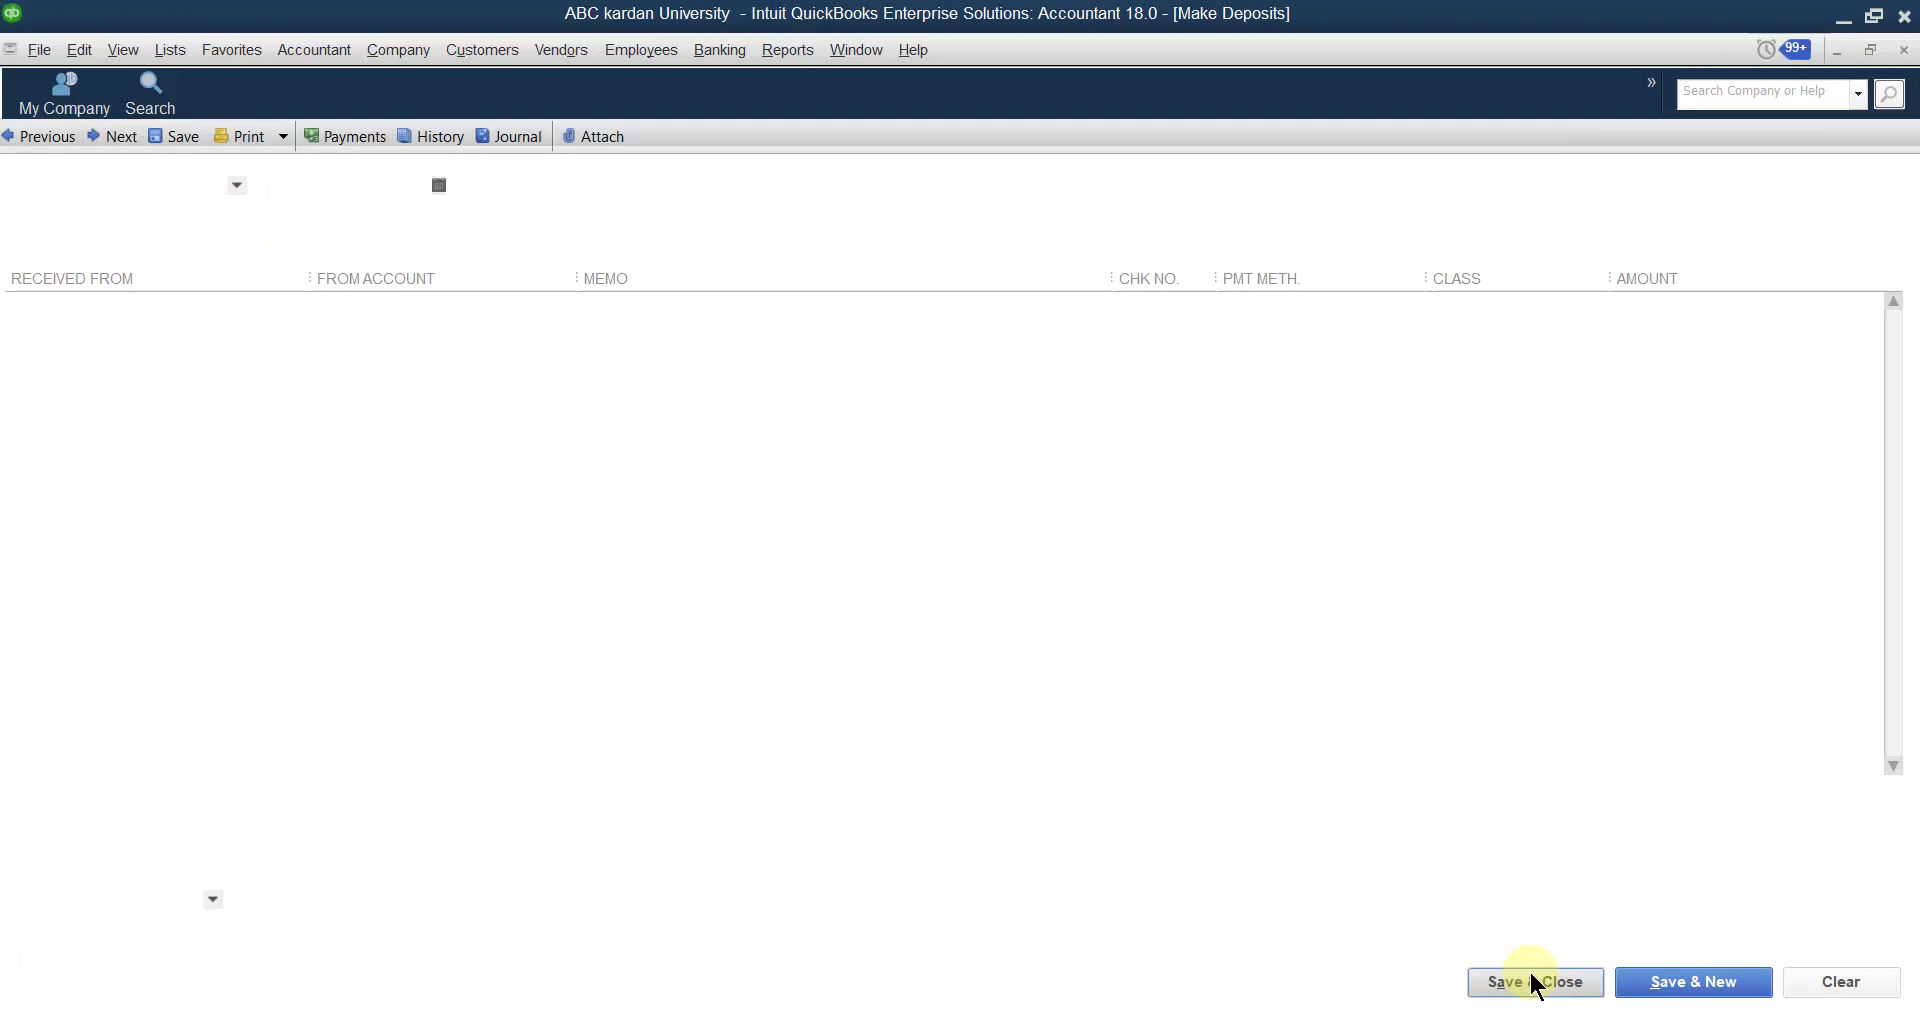 ABC kardan University - Intuit QuickBooks Enterprise Solutions: Accountant 18.0 - [Make Deposits]
File Edit View Lists Favorites Accountant Company Customers Vendors Employees Banking Reports Window Help 99+
My Company Search Search Company or Help
Previous Next Save Print Payments History Journal Attach
RECEIVED FROM FROM ACCOUNT MEMO CHK NO. PMT METH. CLASS AMOUNT
Save & Close Save & New Clear